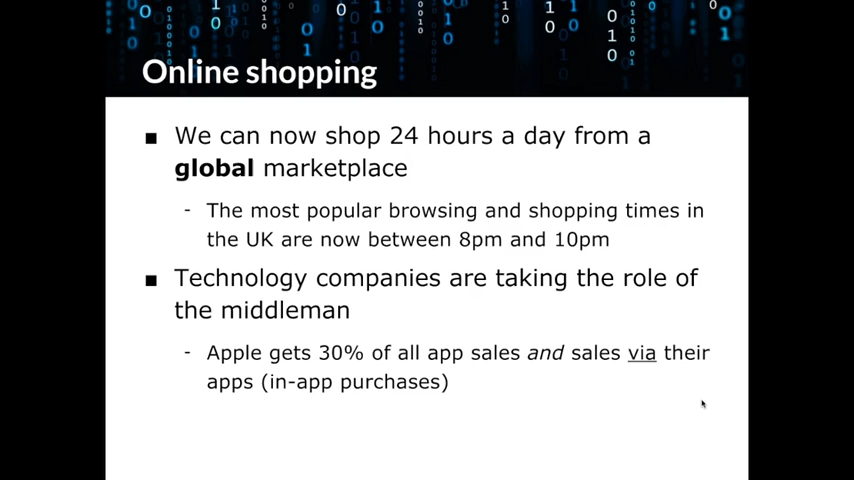 Online shopping
▪ We can now shop 24 hours a day from a
global marketplace
- The most popular browsing and shopping times in
the UK are now between 8pm and 10pm
▪ Technology companies are taking the role of
the middleman
- Apple gets 30% of all app sales and sales via their
apps (in-app purchases)